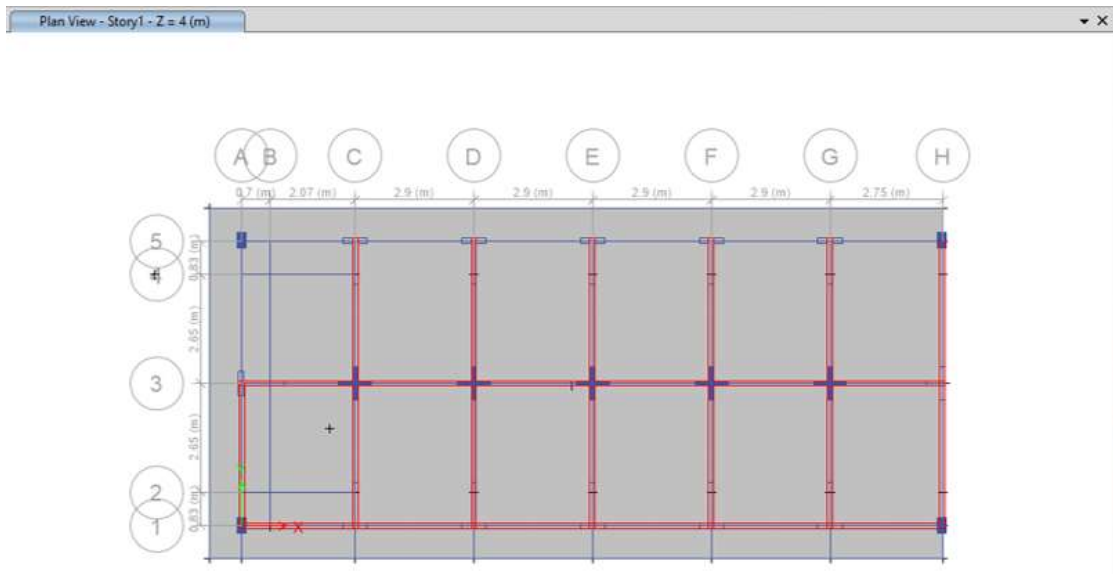 Plan View - Story1 - Z = 4 (m)
A B C D E F G H
0.7 (m) 2.07 (m) 2.9 (m) 2.9 (m) 2.9 (m) 2.9 (m) 2.75 (m)
5
0.83 (m)
4
2.65 (m)
3
2.65 (m)
2
0.83 (m)
1
X